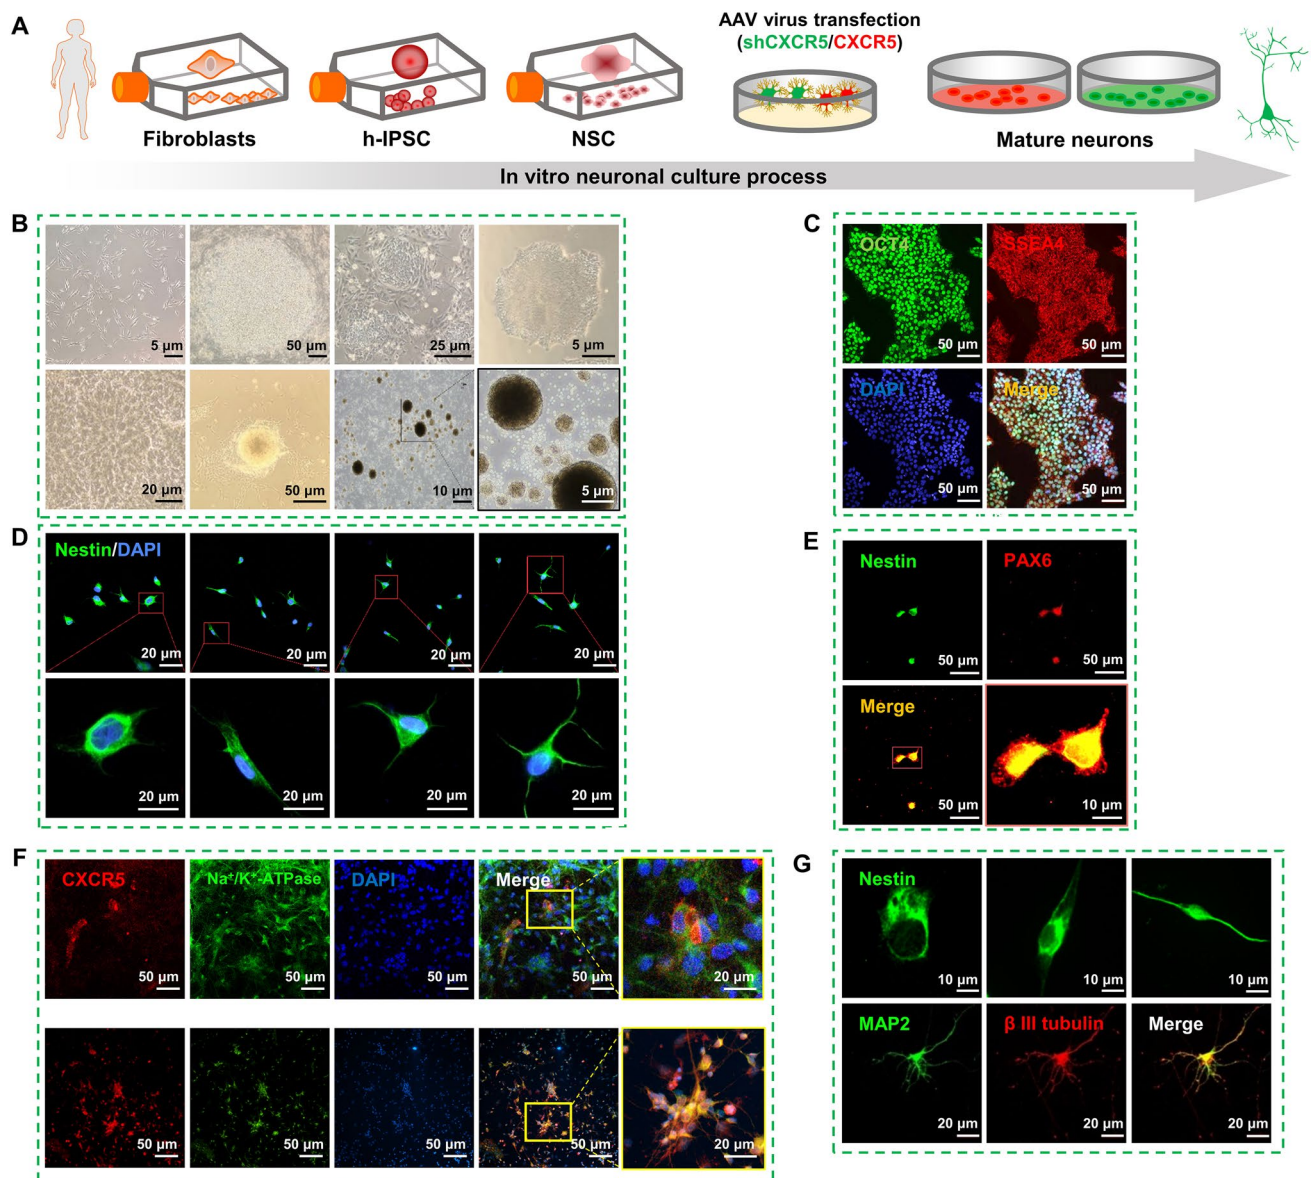 A
AAV virus transfection
(shCXCR5/CXCR5)
Fibroblasts
h-IPSC
NSC
Mature neurons
In vitro neuronal culture process
B
5 µm
50 µm
25 µm
5 µm
20 µm
50 µm
10 µm
5 µm
C
OCT4
SSEA4
50 µm
50 µm
DAPI
Merge
50 µm
50 µm
D
Nestin/DAPI
20 µm
20 µm
20 µm
20 µm
20 µm
20 µm
20 µm
20 µm
E
Nestin
PAX6
50 µm
50 µm
Merge
50 µm
10 µm
F
CXCR5
Na⁺/K⁺-ATPase
DAPI
Merge
50 µm
50 µm
50 µm
50 µm
20 µm
50 µm
50 µm
50 µm
50 µm
20 µm
G
Nestin
10 µm
10 µm
10 µm
MAP2
β III tubulin
Merge
20 µm
20 µm
20 µm